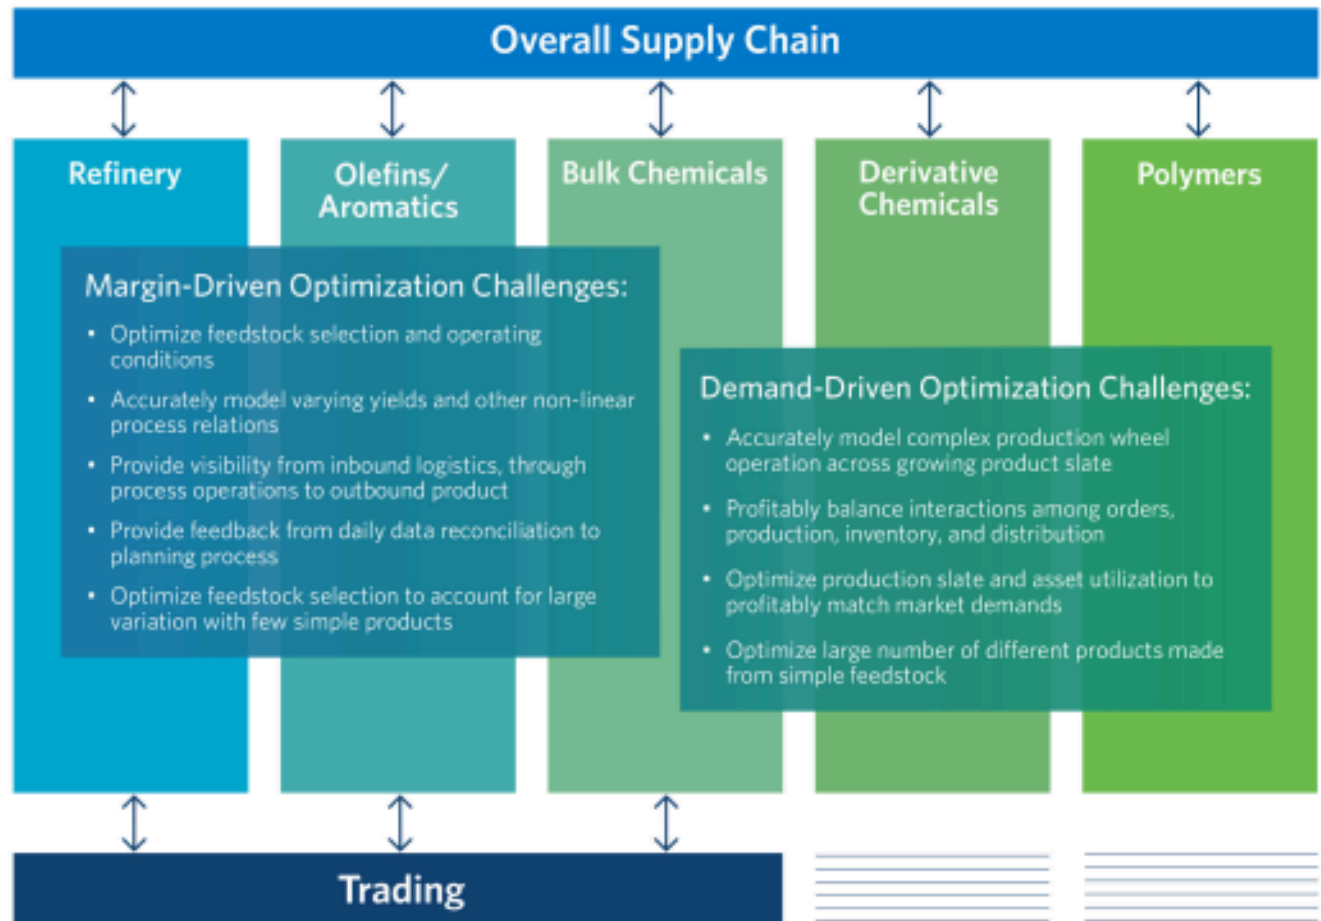 Overall Supply Chain
Refinery
Olefins/
Aromatics
Bulk Chemicals
Derivative
Chemicals
Polymers
Margin-Driven Optimization Challenges:
• Optimize feedstock selection and operating
conditions
• Accurately model varying yields and other non-linear
process relations
• Provide visibility from inbound logistics, through
process operations to outbound product
• Provide feedback from daily data reconciliation to
planning process
• Optimize feedstock selection to account for large
variation with few simple products
Demand-Driven Optimization Challenges:
• Accurately model complex production wheel
operation across growing product slate
• Profitably balance interactions among orders,
production, inventory, and distribution
• Optimize production slate and asset utilization to
profitably match market demands
• Optimize large number of different products made
from simple feedstock
Trading